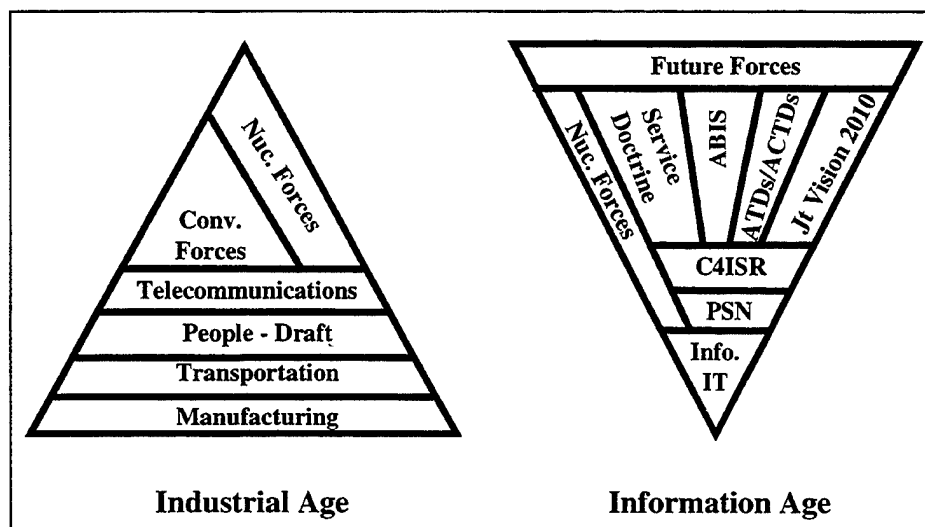 Nuc. Forces
Conv.
Forces
Telecommunications
People - Draft
Transportation
Manufacturing
Industrial Age
Future Forces
Nuc. Forces
Service
Doctrine
ABIS
ATDs/ACTDs
Jt Vision 2010
C4ISR
PSN
Info.
IT
Information Age